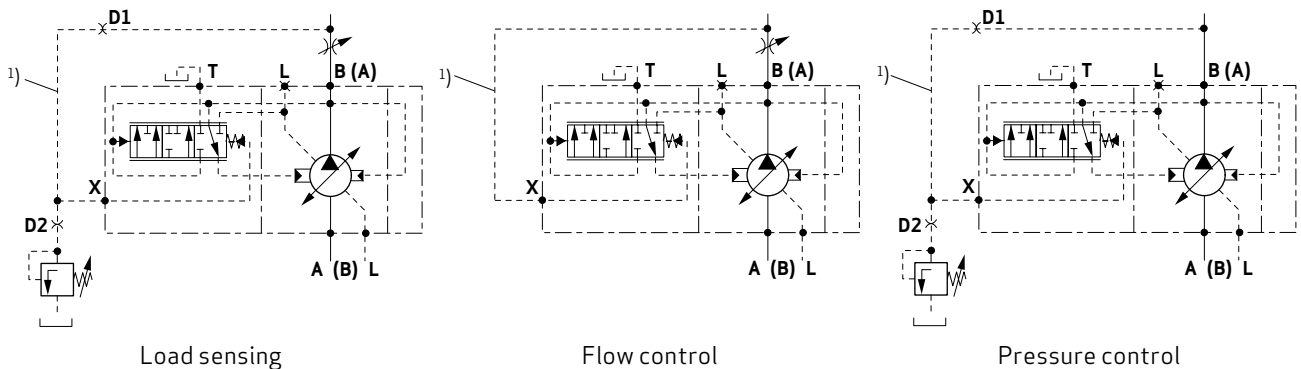 D1
1)
T
L
B (A)
X
D2
A (B) L
Load sensing
1)
T
L
B (A)
X
A (B) L
Flow control
D1
1)
T
L
B (A)
X
D2
A (B) L
Pressure control